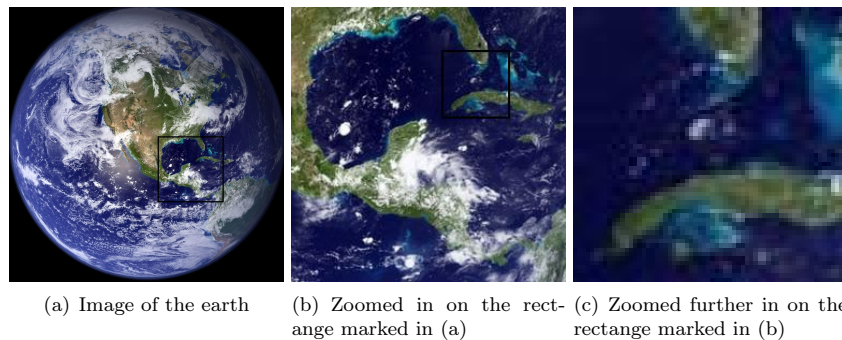 (a) Image of the earth
(b) Zoomed in on the rect-
ange marked in (a)
(c) Zoomed further in on the
rectange marked in (b)